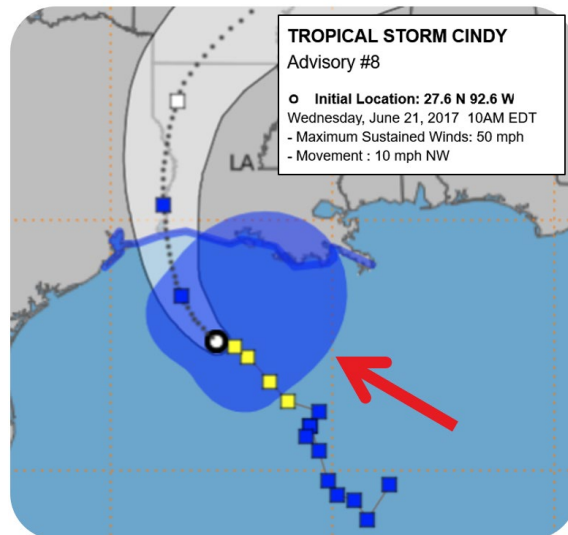 TROPICAL STORM CINDY
Advisory #8
Initial Location: 27.6 N 92.6 W
Wednesday, June 21, 2017 10AM EDT
- Maximum Sustained Winds: 50 mph
- Movement : 10 mph NW
LA